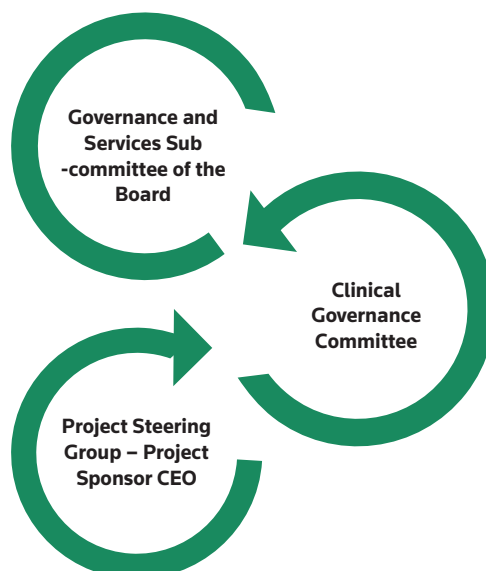 Governance and
Services Sub
-committee of the
Board
Clinical
Governance
Committee
Project Steering
Group – Project
Sponsor CEO